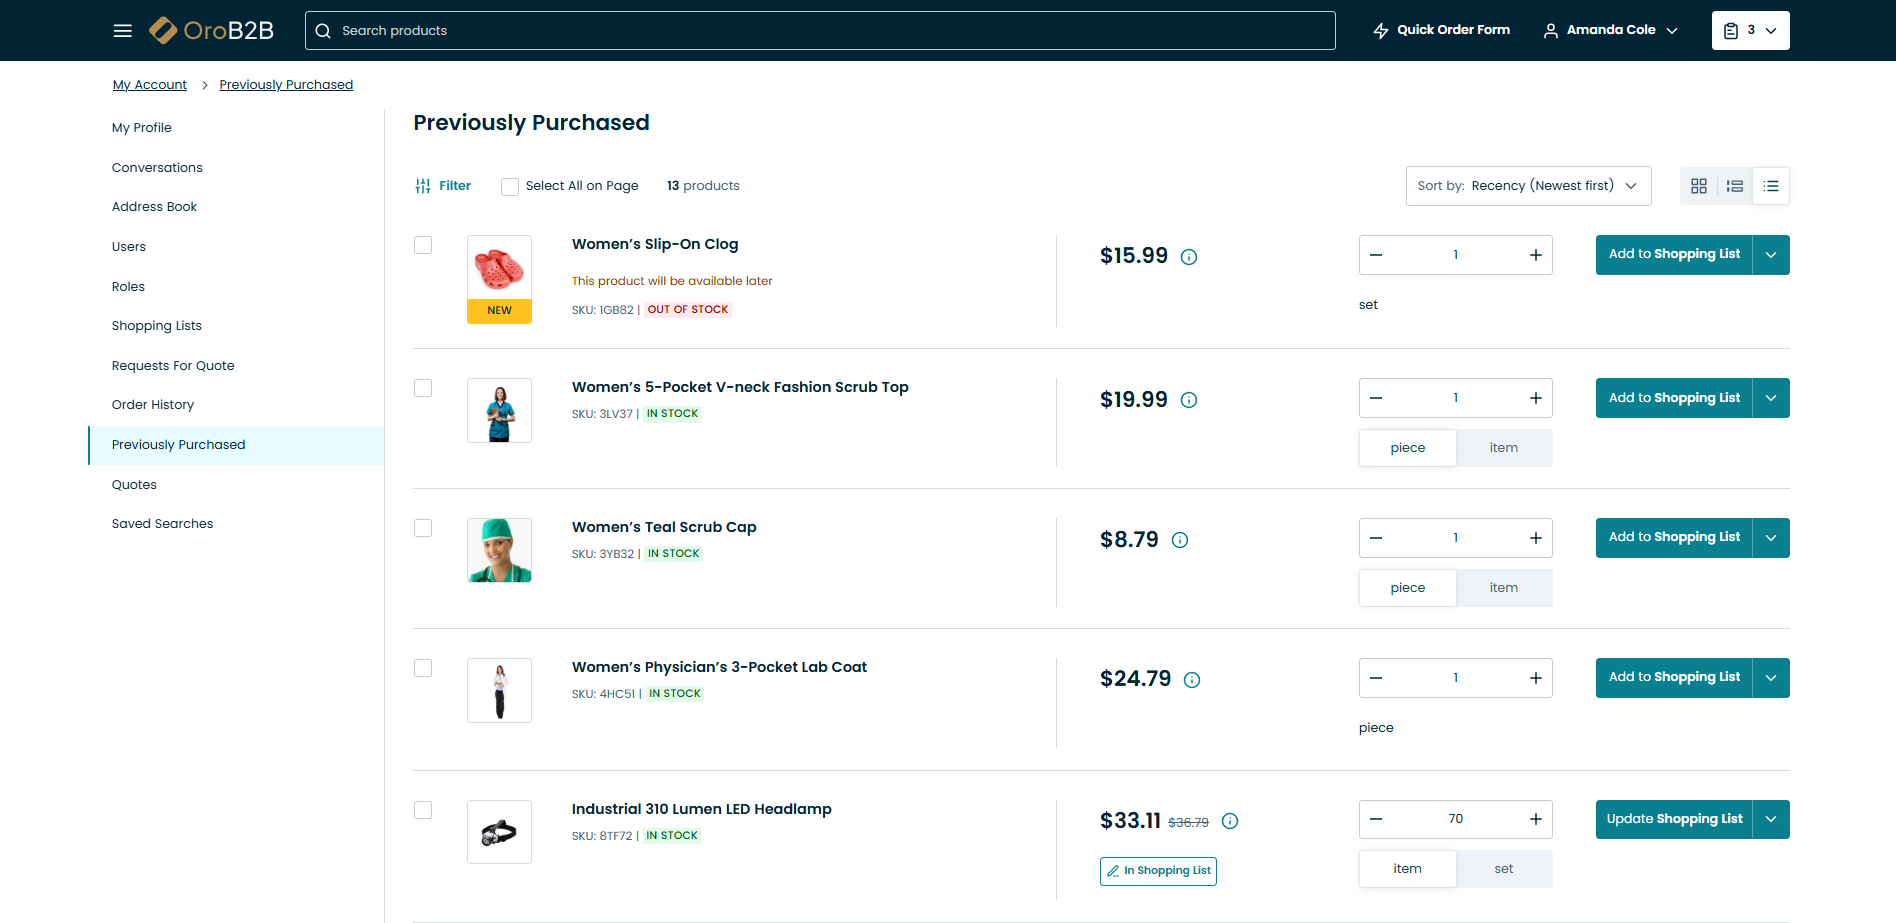 OroB2B
Search products
Quick Order Form
Amanda Cole
3
My Account
Previously Purchased
My Profile
Conversations
Address Book
Users
Roles
Shopping Lists
Requests For Quote
Order History
Previously Purchased
Quotes
Saved Searches
Previously Purchased
Filter
Select All on Page
13 products
Sort by: Recency (Newest first)
NEW
Women’s Slip-On Clog
This product will be available later
SKU: 1GB82 | OUT OF STOCK
$15.99
1
set
Add to Shopping List
Women’s 5-Pocket V-neck Fashion Scrub Top
SKU: 3LV37 | IN STOCK
$19.99
1
piece item
Add to Shopping List
Women’s Teal Scrub Cap
SKU: 3YB32 | IN STOCK
$8.79
1
piece item
Add to Shopping List
Women’s Physician’s 3-Pocket Lab Coat
SKU: 4HC51 | IN STOCK
$24.79
1
piece
Add to Shopping List
Industrial 310 Lumen LED Headlamp
SKU: 8TF72 | IN STOCK
$33.11 $36.79
In Shopping List
70
item set
Update Shopping List